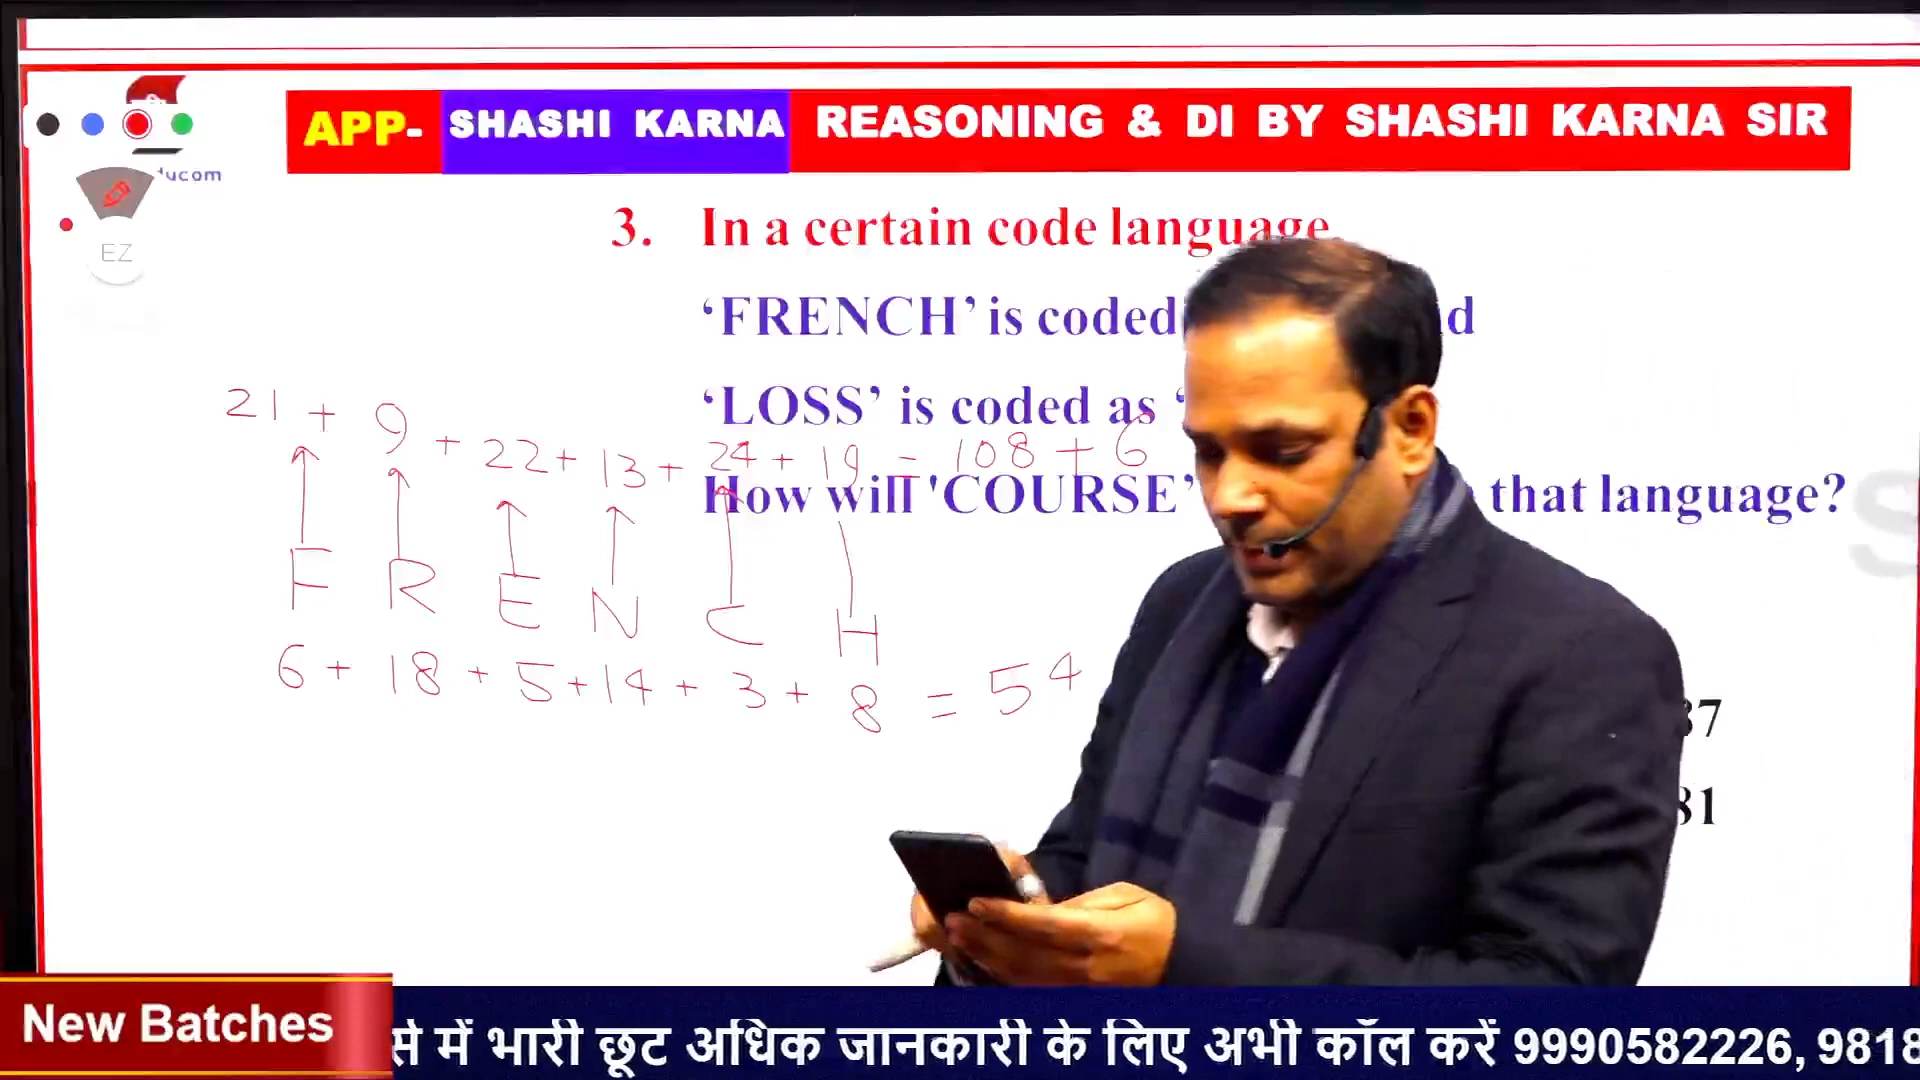 APP- SHASHI KARNA REASONING & DI BY SHASHI KARNA SIR
ducom
EZ
3. In a certain code language
‘FRENCH’ is coded
‘LOSS’ is coded as ‘
How will 'COURSE’ that language?
21 + 9 + 22 + 13 + 24 + 19 = 108 + 6
F R E N C H
6 + 18 + 5 + 14 + 3 + 8 = 54
37
81
New Batches
में भारी छूट अधिक जानकारी के लिए अभी कॉल करें 9990582226, 9818